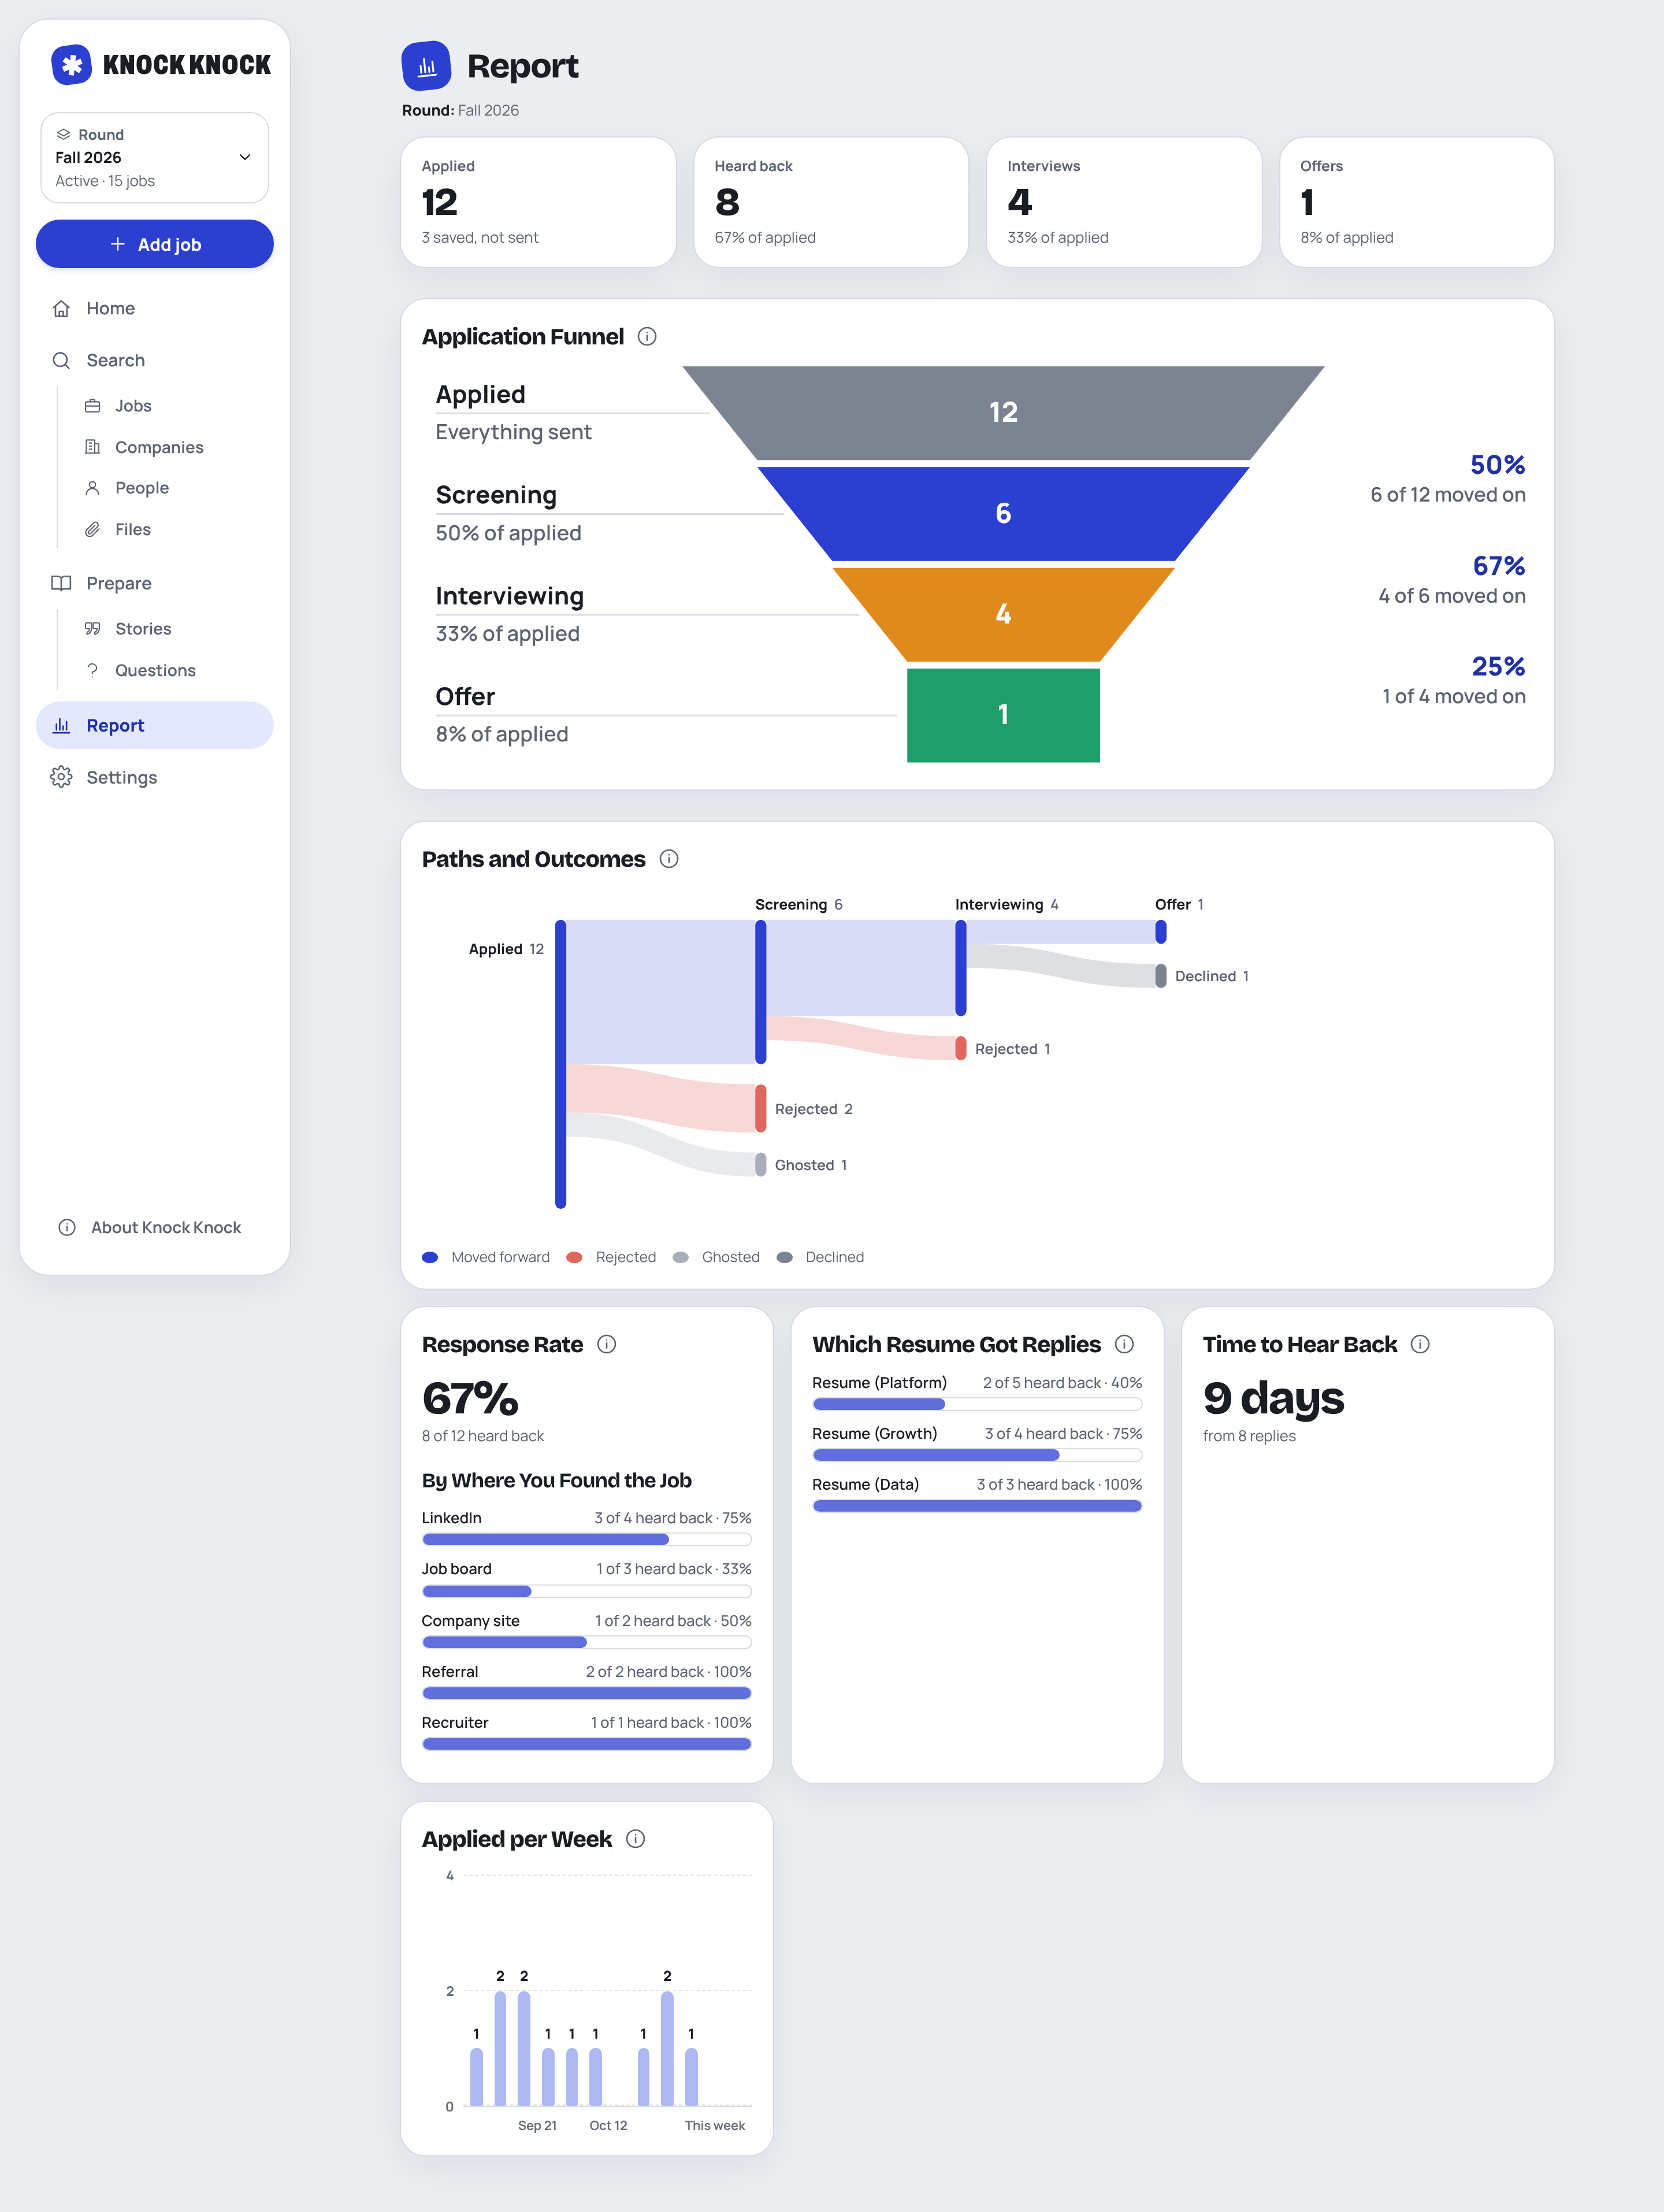 KNOCK KNOCK
Round
Fall 2026
Active · 15 jobs
Add job
Home
Search
Jobs
Companies
People
Files
Prepare
Stories
Questions
Report
Settings
About Knock Knock
Report
Round: Fall 2026
Applied
12
3 saved, not sent
Heard back
8
67% of applied
Interviews
4
33% of applied
Offers
1
8% of applied
Application Funnel
Applied
Everything sent
12
50%
6 of 12 moved on
Screening
50% of applied
6
67%
4 of 6 moved on
Interviewing
33% of applied
4
25%
1 of 4 moved on
Offer
8% of applied
1
Paths and Outcomes
Screening 6
Interviewing 4
Offer 1
Applied 12
Declined 1
Rejected 1
Rejected 2
Ghosted 1
Moved forward
Rejected
Ghosted
Declined
Response Rate
67%
8 of 12 heard back
By Where You Found the Job
LinkedIn 3 of 4 heard back · 75%
Job board 1 of 3 heard back · 33%
Company site 1 of 2 heard back · 50%
Referral 2 of 2 heard back · 100%
Recruiter 1 of 1 heard back · 100%
Which Resume Got Replies
Resume (Platform) 2 of 5 heard back · 40%
Resume (Growth) 3 of 4 heard back · 75%
Resume (Data) 3 of 3 heard back · 100%
Time to Hear Back
9 days
from 8 replies
Applied per Week
4
2 2 2
2
1 1 1 1 1 1
0
Sep 21 Oct 12 This week